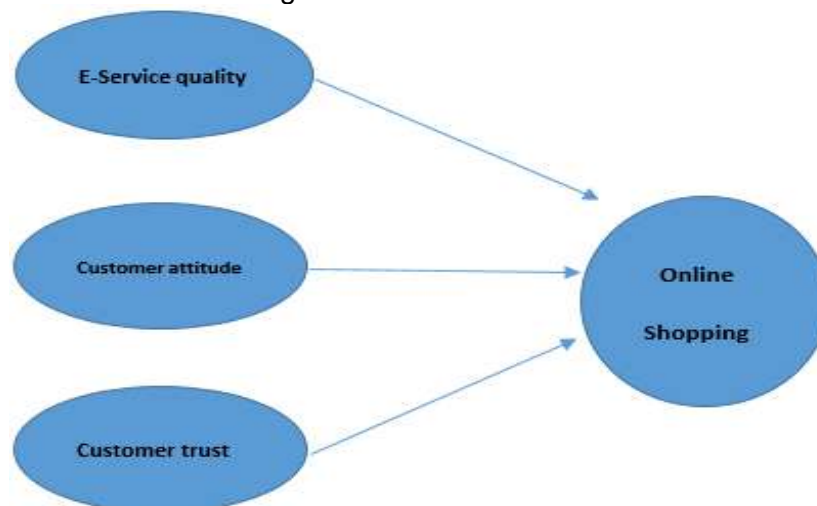 E-Service quality
Customer attitude
Online
Shopping
Customer trust